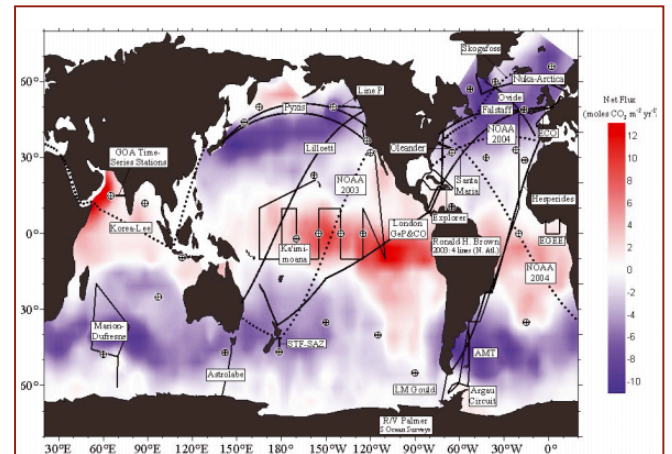 Skogafoss
Nuka-Arctica
Line P
Ovide
Falstaff
Pyxis
NOAA
2004
ECO
Lillooett
Oleander
GOA Time-
Series Stations
NOAA
2003
Santa
Maria
Hesperides
Korea-Lee
Explorer
London
GeP&CO
Ka'imi-
moana
Ronald H. Brown
2003: 4 lines (N. Atl.)
EGEE
NOAA
2004
Marion-
Dufresne
STF-SAZ
AMT
Astrolabe
LM Gould
Argau
Circuit
R/V Palmer
S Ocean Surveys
60°
30°
0°
30°
60°
30°E
60°E
90°E
120°E
150°E
180°
150°W
120°W
90°W
60°W
30°W
0°
Net Flux
(moles CO₂ m⁻² yr⁻¹)
12
10
8
6
4
2
0
-2
-4
-6
-8
-10